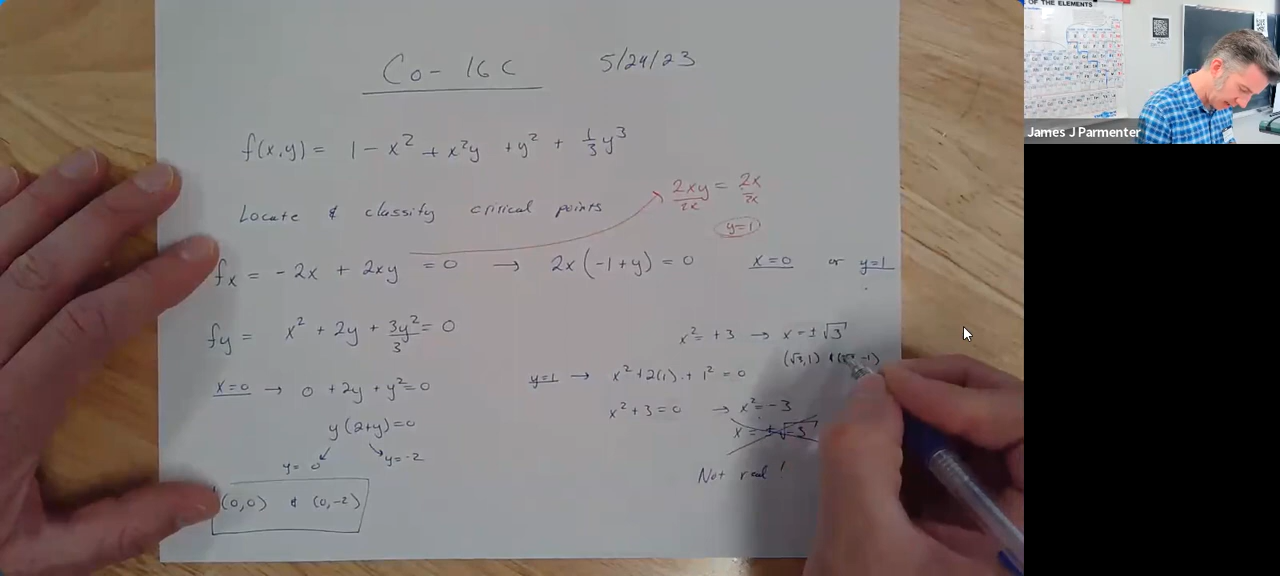 Co-16C 5/24/23
f(x,y) = 1 - x² + x²y + y² + 1/3 y³
Locate & classify critical points
2xy/2x = 2x/2x
y=1
fx = -2x + 2xy = 0 → 2x(-1+y) = 0 x=0 or y=1
fy = x² + 2y + 3y²/3 = 0
x² = +3 → x = ±√3
x=0 → 0 + 2y + y² = 0
y(2+y)=0
y=0 y=-2
(0,0) & (0,-2)
y=1 → x² + 2(1) + 1² = 0
x² + 3 = 0 → x² = -3
x = ±√-3
Not real!
(√3,1) &
OF THE ELEMENTS
James J Parmenter